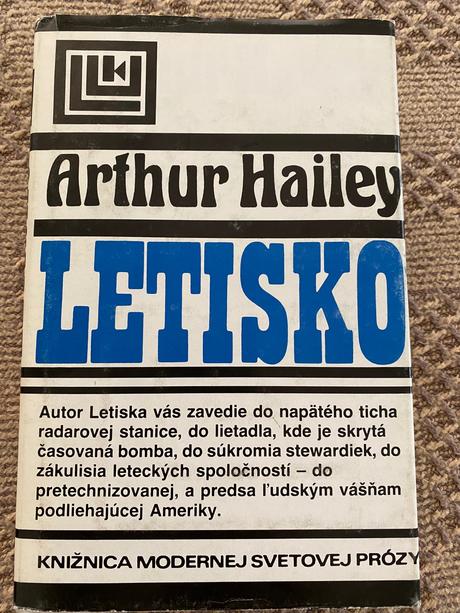 Arthur Hailey
LETISKO
Autor Letiska vás zavedie do napätého ticha
radarovej stanice, do lietadla, kde je skrytá
časovaná bomba, do súkromia stewardiek, do
zákulisia leteckých spoločností – do
pretechnizovanej, a predsa ľudským vášňam
podliehajúcej Ameriky.
KNIŽNICA MODERNEJ SVETOVEJ PRÓZY